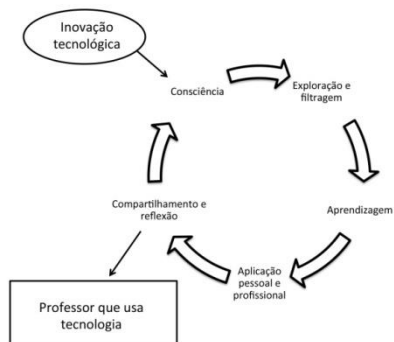 Inovação
tecnológica
Consciência
Exploração e
filtragem
Aprendizagem
Aplicação
pessoal e
profissional
Compartilhamento e
reflexão
Professor que usa
tecnologia